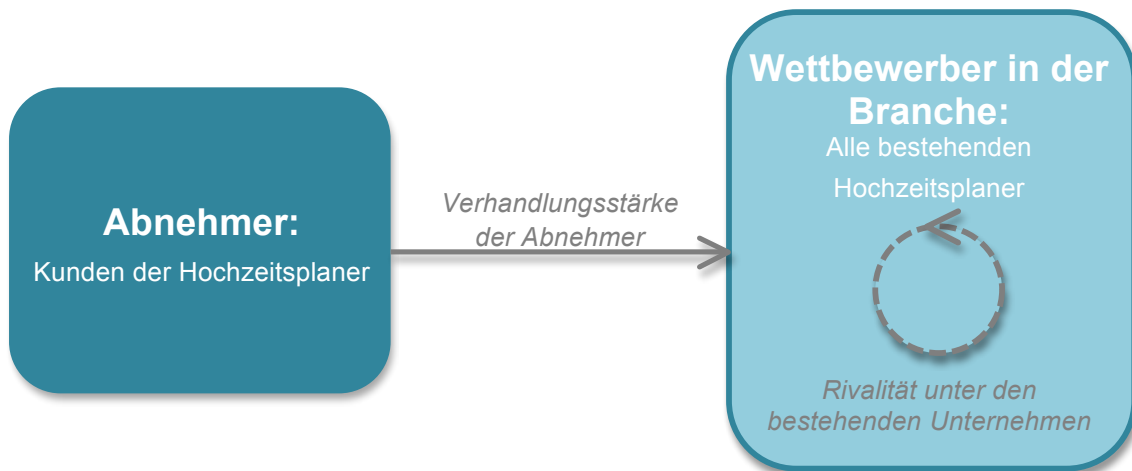 Abnehmer:
Kunden der Hochzeitsplaner
Verhandlungsstärke
der Abnehmer
Wettbewerber in der
Branche:
Alle bestehenden
Hochzeitsplaner
Rivalität unter den
bestehenden Unternehmen